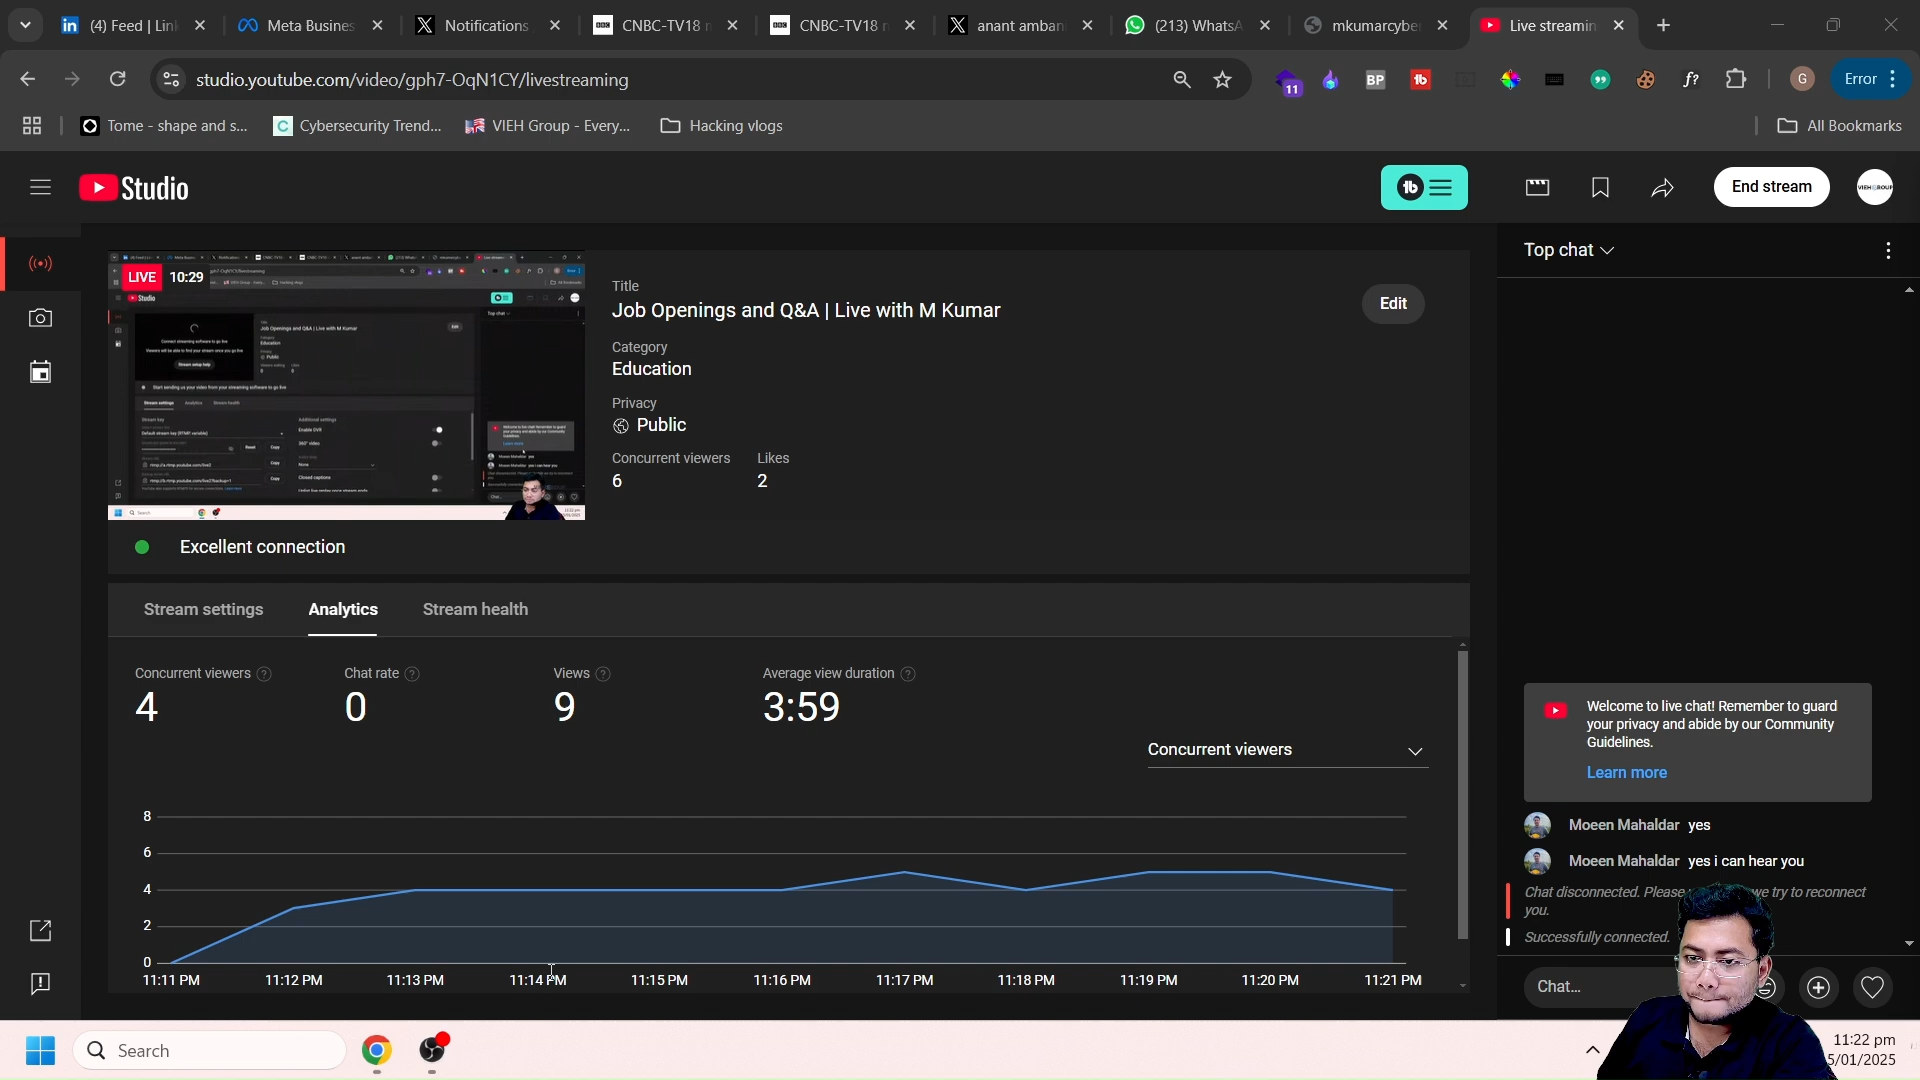 (4) Feed | Lin
Meta Busines
Notifications
CNBC-TV18 n
CNBC-TV18 n
anant amban
(213) WhatsA
mkumarcybe
Live streamin
studio.youtube.com/video/gph7-OqN1CY/livestreaming
11
BP
G
Error
Tome - shape and s...
Cybersecurity Trend...
VIEH Group - Every...
Hacking vlogs
All Bookmarks
Studio
End stream
Top chat
LIVE 10:29
Title
Job Openings and Q&A | Live with M Kumar
Edit
Category
Education
Privacy
Public
Concurrent viewers Likes
6 2
Excellent connection
Stream settings Analytics Stream health
Concurrent viewers Chat rate Views Average view duration
4 0 9 3:59
Concurrent viewers
8
6
4
2
0
11:11 PM 11:12 PM 11:13 PM 11:14 PM 11:15 PM 11:16 PM 11:17 PM 11:18 PM 11:19 PM 11:20 PM 11:21 PM
Welcome to live chat! Remember to guard
your privacy and abide by our Community
Guidelines.
Learn more
Moeen Mahaldar yes
Moeen Mahaldar yes i can hear you
Chat disconnected. Please we try to reconnect
you.
Successfully connected.
Chat...
Search
11:22 pm
5/01/2025